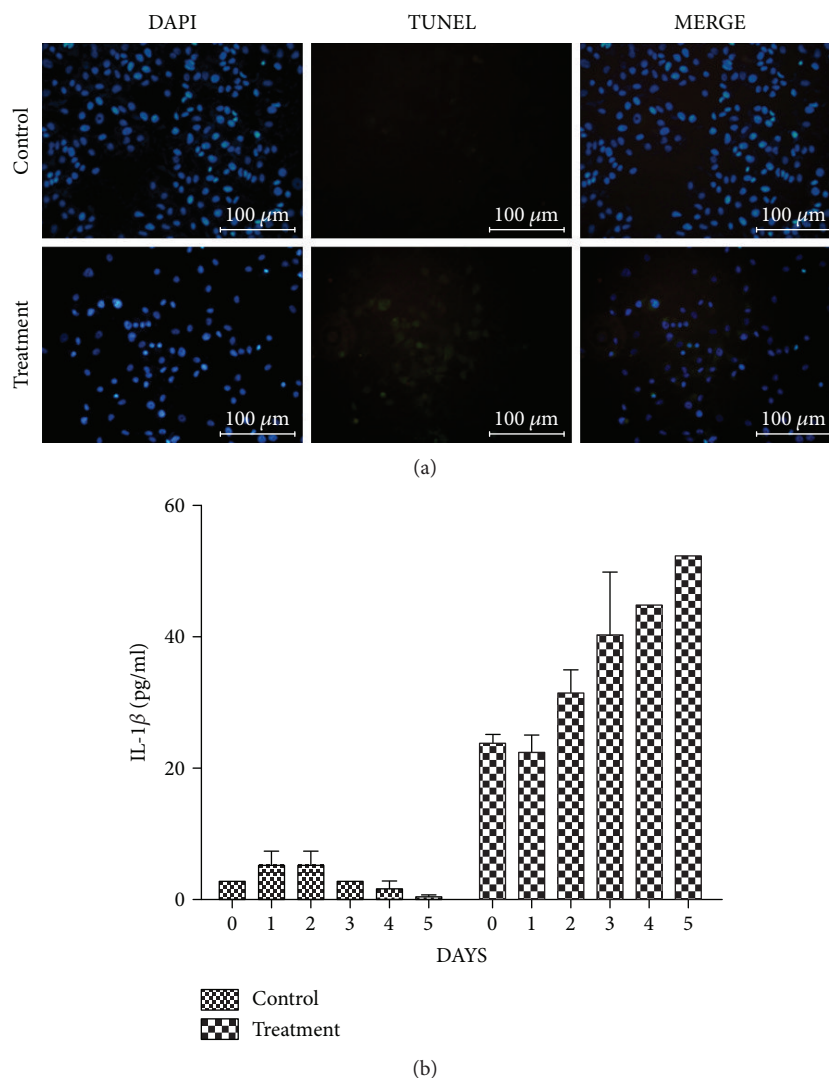 DAPI TUNEL MERGE
Control
100 μm 100 μm 100 μm
Treatment
100 μm 100 μm 100 μm
(a)
60
40
20
0
IL-1β (pg/ml)
0 1 2 3 4 5 0 1 2 3 4 5
DAYS
Control
Treatment
(b)